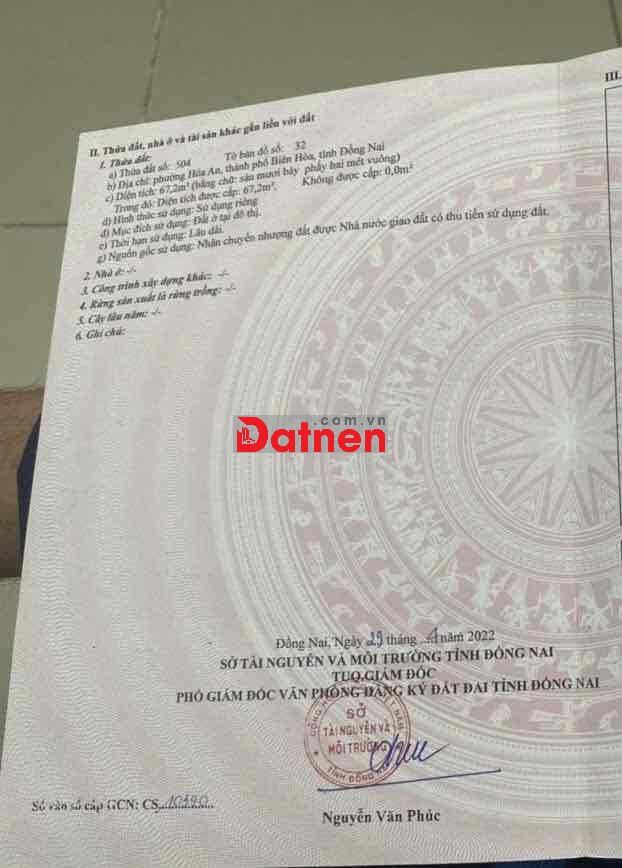 III.
II. Thửa đất, nhà ở và tài sản khác gắn liền với đất
1. Thửa đất:
a) Thửa đất số: 504 Tờ bản đồ số: 32
b) Địa chỉ: phường Hóa An, thành phố Biên Hòa, tỉnh Đồng Nai
c) Diện tích: 67,2m² (bằng chữ: sáu mươi bảy phẩy hai mét vuông)
Trong đó: Diện tích được cấp: 67,2m², Không được cấp: 0,0m²
d) Hình thức sử dụng: Sử dụng riêng
đ) Mục đích sử dụng: Đất ở tại đô thị.
e) Thời hạn sử dụng: Lâu dài.
g) Nguồn gốc sử dụng: Nhận chuyển nhượng đất được Nhà nước giao đất có thu tiền sử dụng đất.
2. Nhà ở: -/-
3. Công trình xây dựng khác: -/-
4. Rừng sản xuất là rừng trồng: -/-
5. Cây lâu năm: -/-
6. Ghi chú:
.com.vn
Datnen
Đồng Nai, Ngày 29 tháng năm 2022
SỞ TÀI NGUYÊN VÀ MÔI TRƯỜNG TỈNH ĐỒNG NAI
TUQ.GIÁM ĐỐC
PHÓ GIÁM ĐỐC VĂN PHÒNG ĐĂNG KÝ ĐẤT ĐAI TỈNH ĐỒNG NAI
SỞ
TÀI NGUYÊN VÀ
MÔI TRƯỜNG
TỈNH ĐỒNG
Số vào sổ cấp GCN: CS
Nguyễn Văn Phúc